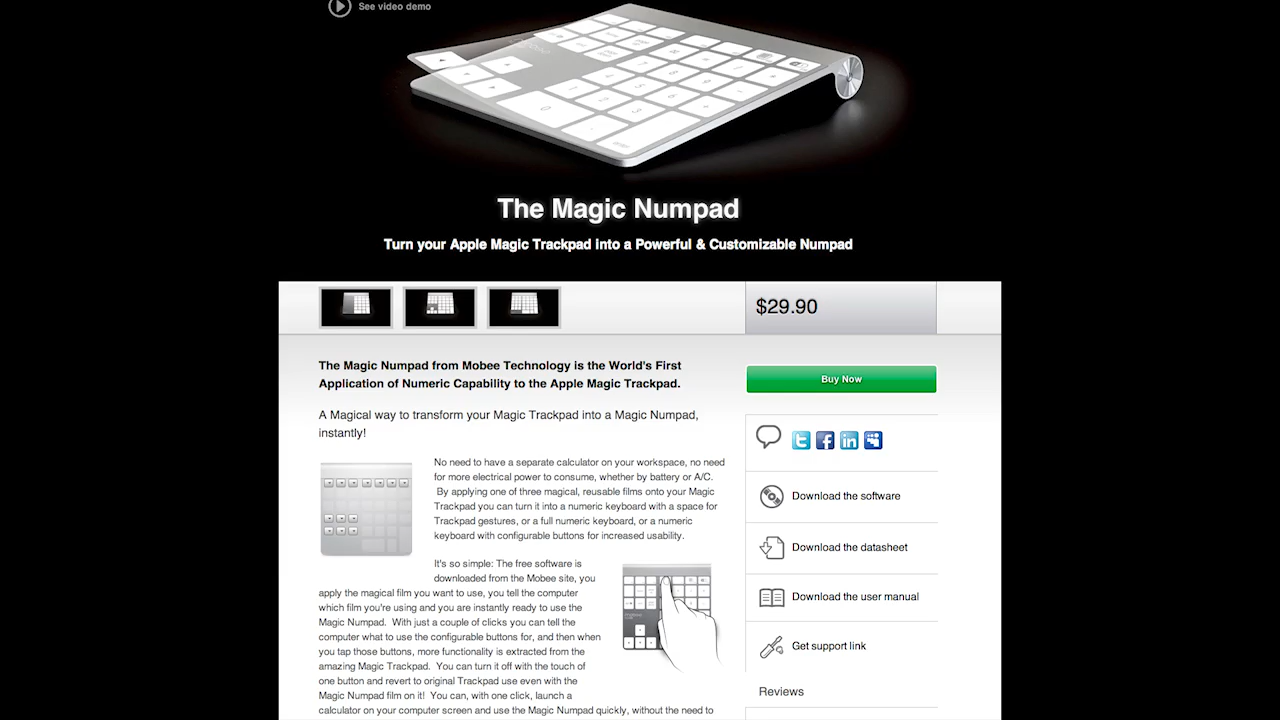 See video demo
The Magic Numpad
Turn your Apple Magic Trackpad into a Powerful & Customizable Numpad
$29.90
The Magic Numpad from Mobee Technology is the World's First
Application of Numeric Capability to the Apple Magic Trackpad.
A Magical way to transform your Magic Trackpad into a Magic Numpad,
instantly!
No need to have a separate calculator on your workspace, no need
for more electrical power to consume, whether by battery or A/C.
By applying one of three magical, reusable films onto your Magic
Trackpad you can turn it into a numeric keyboard with a space for
Trackpad gestures, or a full numeric keyboard, or a numeric
keyboard with configurable buttons for increased usability.
It's so simple: The free software is
downloaded from the Mobee site, you
apply the magical film you want to use, you tell the computer
which film you're using and you are instantly ready to use the
Magic Numpad. With just a couple of clicks you can tell the
computer what to use the configurable buttons for, and then when
you tap those buttons, more functionality is extracted from the
amazing Magic Trackpad. You can turn it off with the touch of
one button and revert to original Trackpad use even with the
Magic Numpad film on it! You can, with one click, launch a
calculator on your computer screen and use the Magic Numpad quickly, without the need to
Buy Now
Download the software
Download the datasheet
Download the user manual
Get support link
Reviews